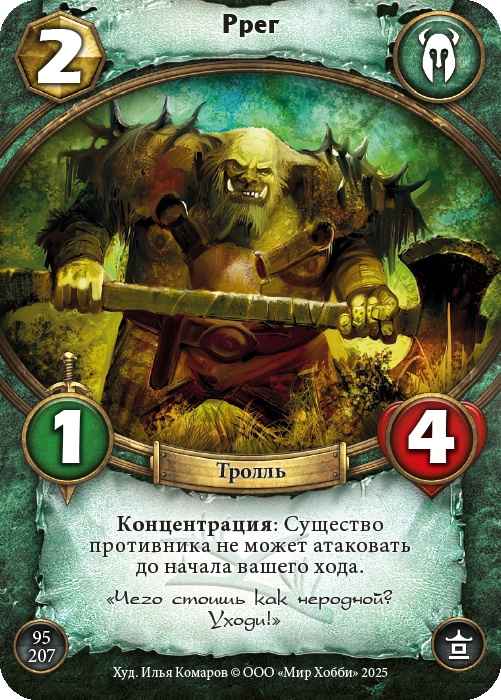 Ррег
2
1
4
Тролль
Концентрация: Существо
противника не может атаковать
до начала вашего хода.
«Чего стоишь как неродной?
Уходи!»
95
207
Худ. Илья Комаров © ООО «Мир Хобби» 2025